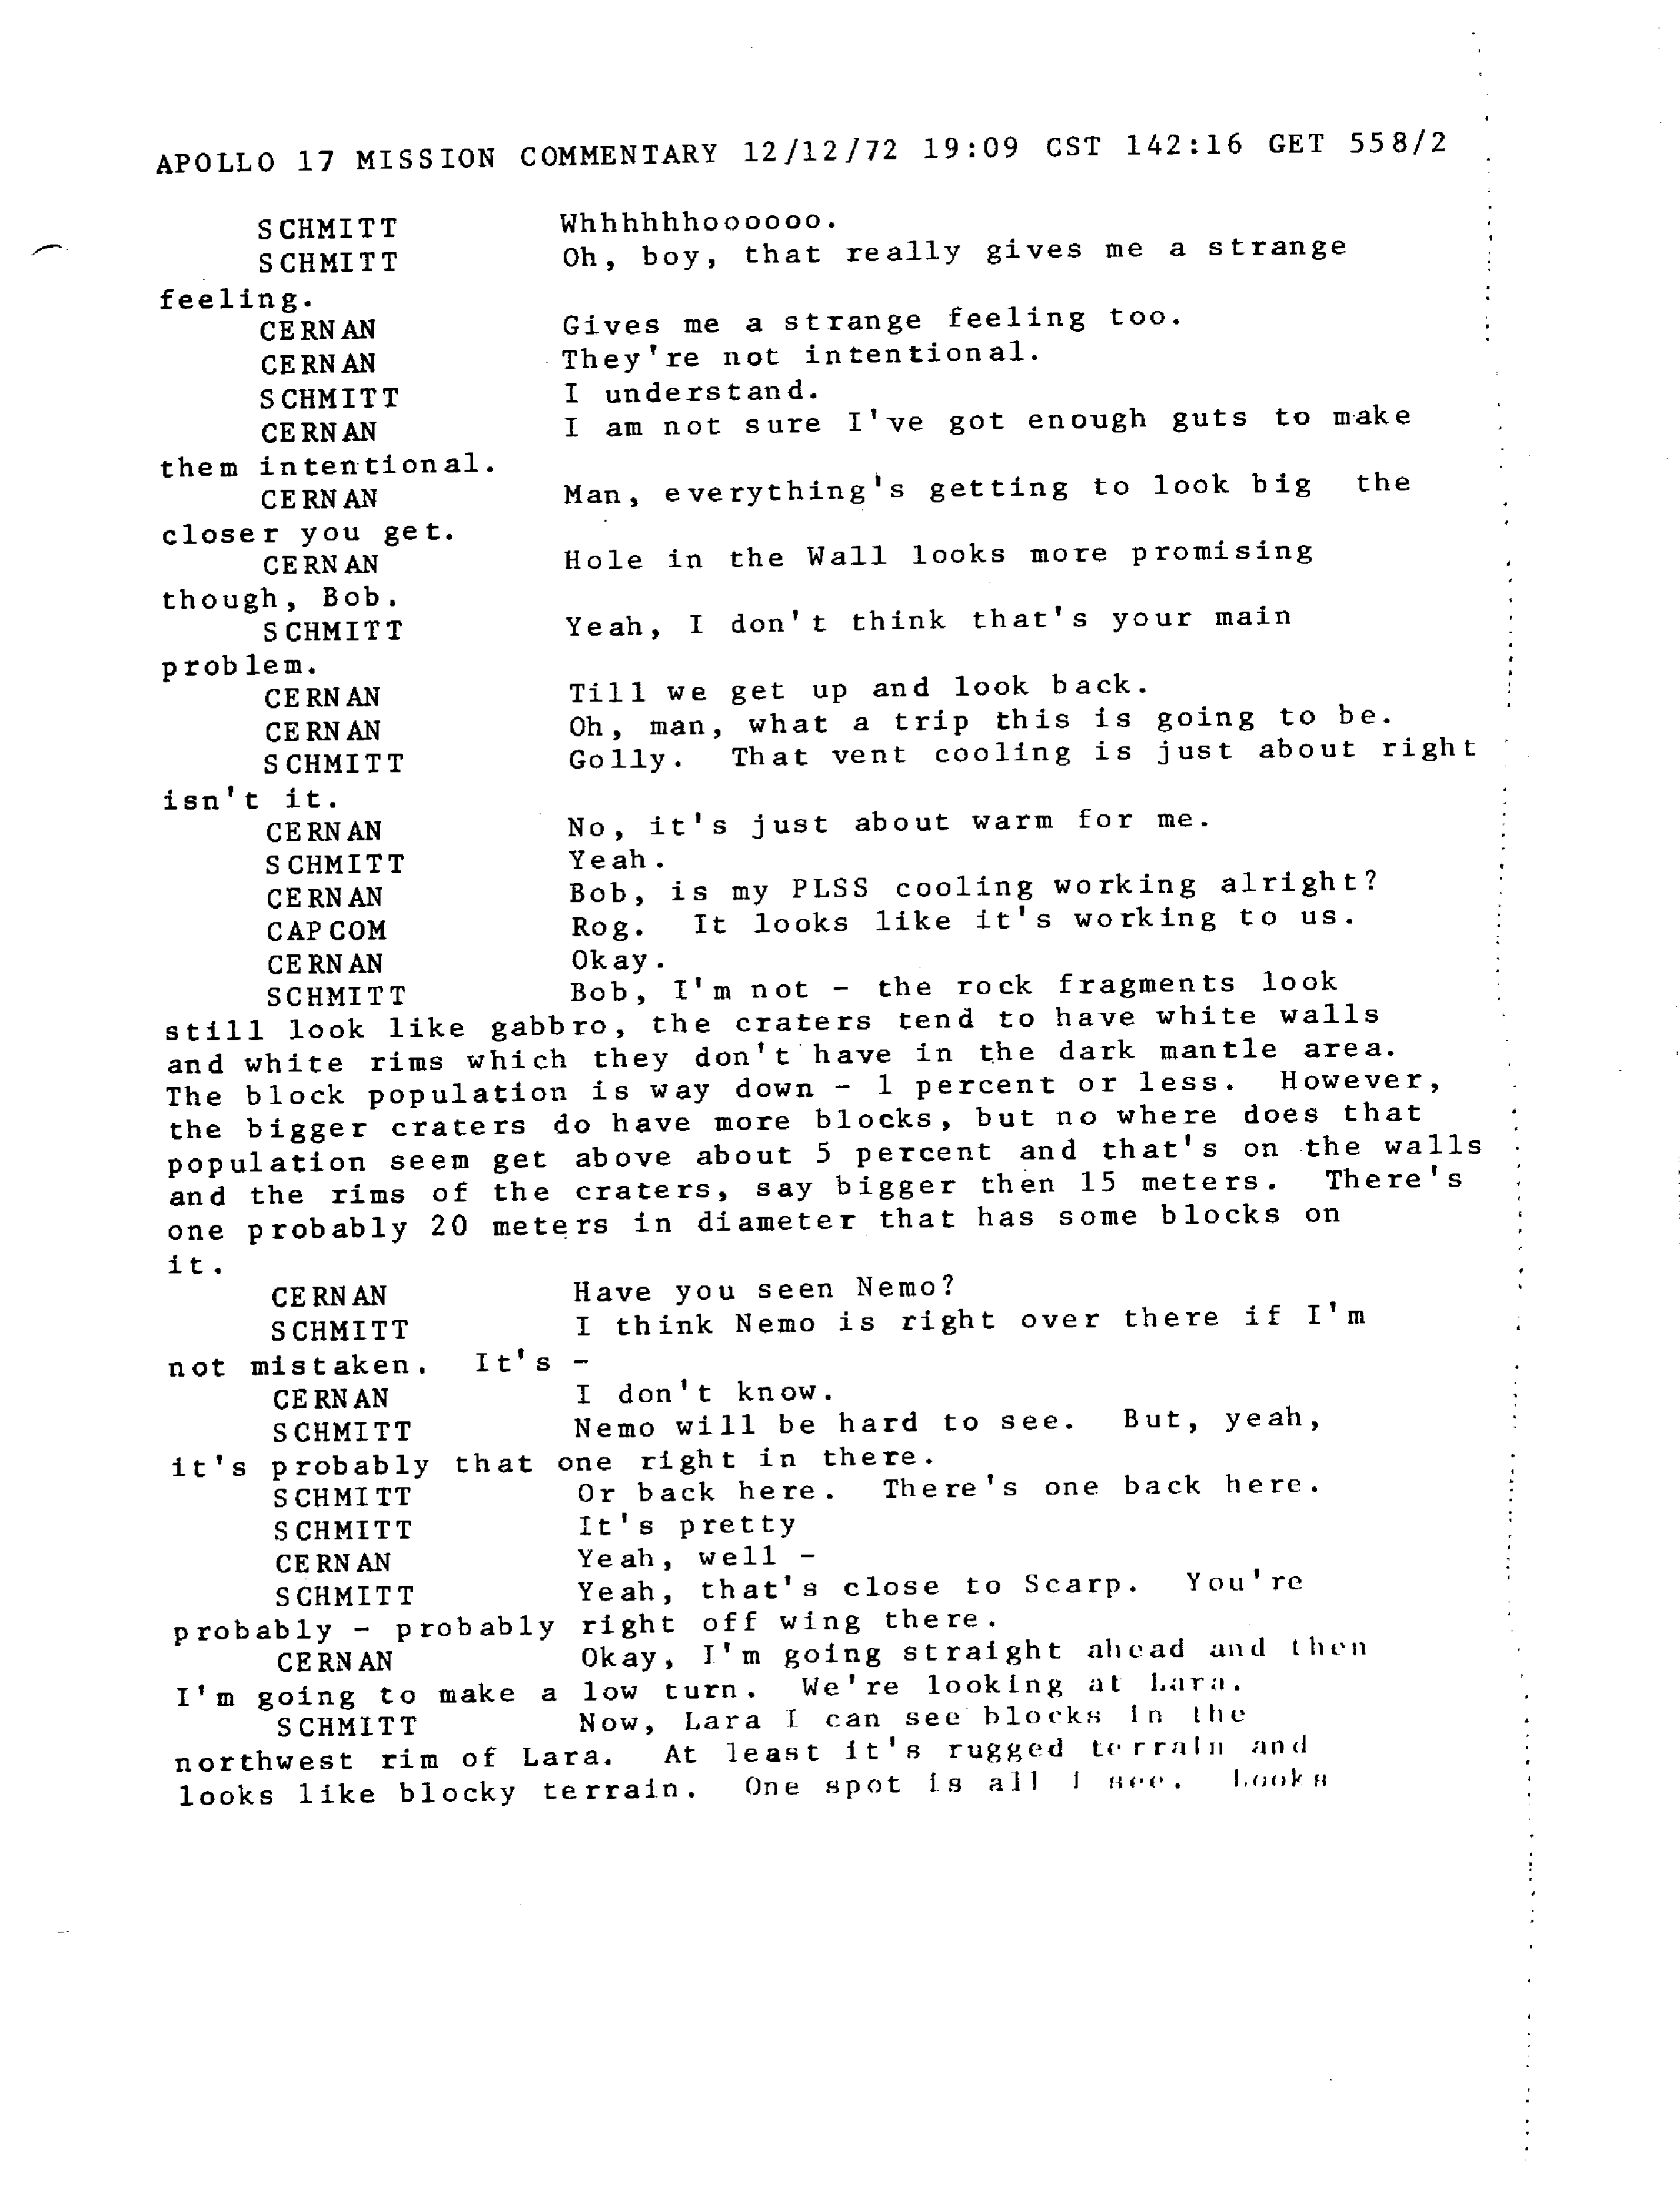 APOLLO 17 MISSION COMMENTARY 12/12/72 19:09 CST 142:16 GET 558/2
SCHMITT Whhhhhhoooooo.
SCHMITT Oh, boy, that really gives me a strange
feeling.
CERNAN Gives me a strange feeling too.
CERNAN They're not intentional.
SCHMITT I understand.
CERNAN I am not sure I've got enough guts to make
them intentional.
CERNAN Man, everything's getting to look big the
closer you get.
CERNAN Hole in the Wall looks more promising
though, Bob.
SCHMITT Yeah, I don't think that's your main
problem.
CERNAN Till we get up and look back.
CERNAN Oh, man, what a trip this is going to be.
SCHMITT Golly. That vent cooling is just about right
isn't it.
CERNAN No, it's just about warm for me.
SCHMITT Yeah.
CERNAN Bob, is my PLSS cooling working alright?
CAPCOM Rog. It looks like it's working to us.
CERNAN Okay.
SCHMITT Bob, I'm not - the rock fragments look
still look like gabbro, the craters tend to have white walls
and white rims which they don't have in the dark mantle area.
The block population is way down - 1 percent or less. However,
the bigger craters do have more blocks, but no where does that
population seem get above about 5 percent and that's on the walls
and the rims of the craters, say bigger then 15 meters. There's
one probably 20 meters in diameter that has some blocks on
it.
CERNAN Have you seen Nemo?
SCHMITT I think Nemo is right over there if I'm
not mistaken. It's -
CERNAN I don't know.
SCHMITT Nemo will be hard to see. But, yeah,
it's probably that one right in there.
SCHMITT Or back here. There's one back here.
SCHMITT It's pretty
CERNAN Yeah, well -
SCHMITT Yeah, that's close to Scarp. You're
probably - probably right off wing there.
CERNAN Okay, I'm going straight ahead and then
I'm going to make a low turn. We're looking at Lara.
SCHMITT Now, Lara I can see blocks in the
northwest rim of Lara. At least it's rugged terrain and
looks like blocky terrain. One spot is all I see. Looks